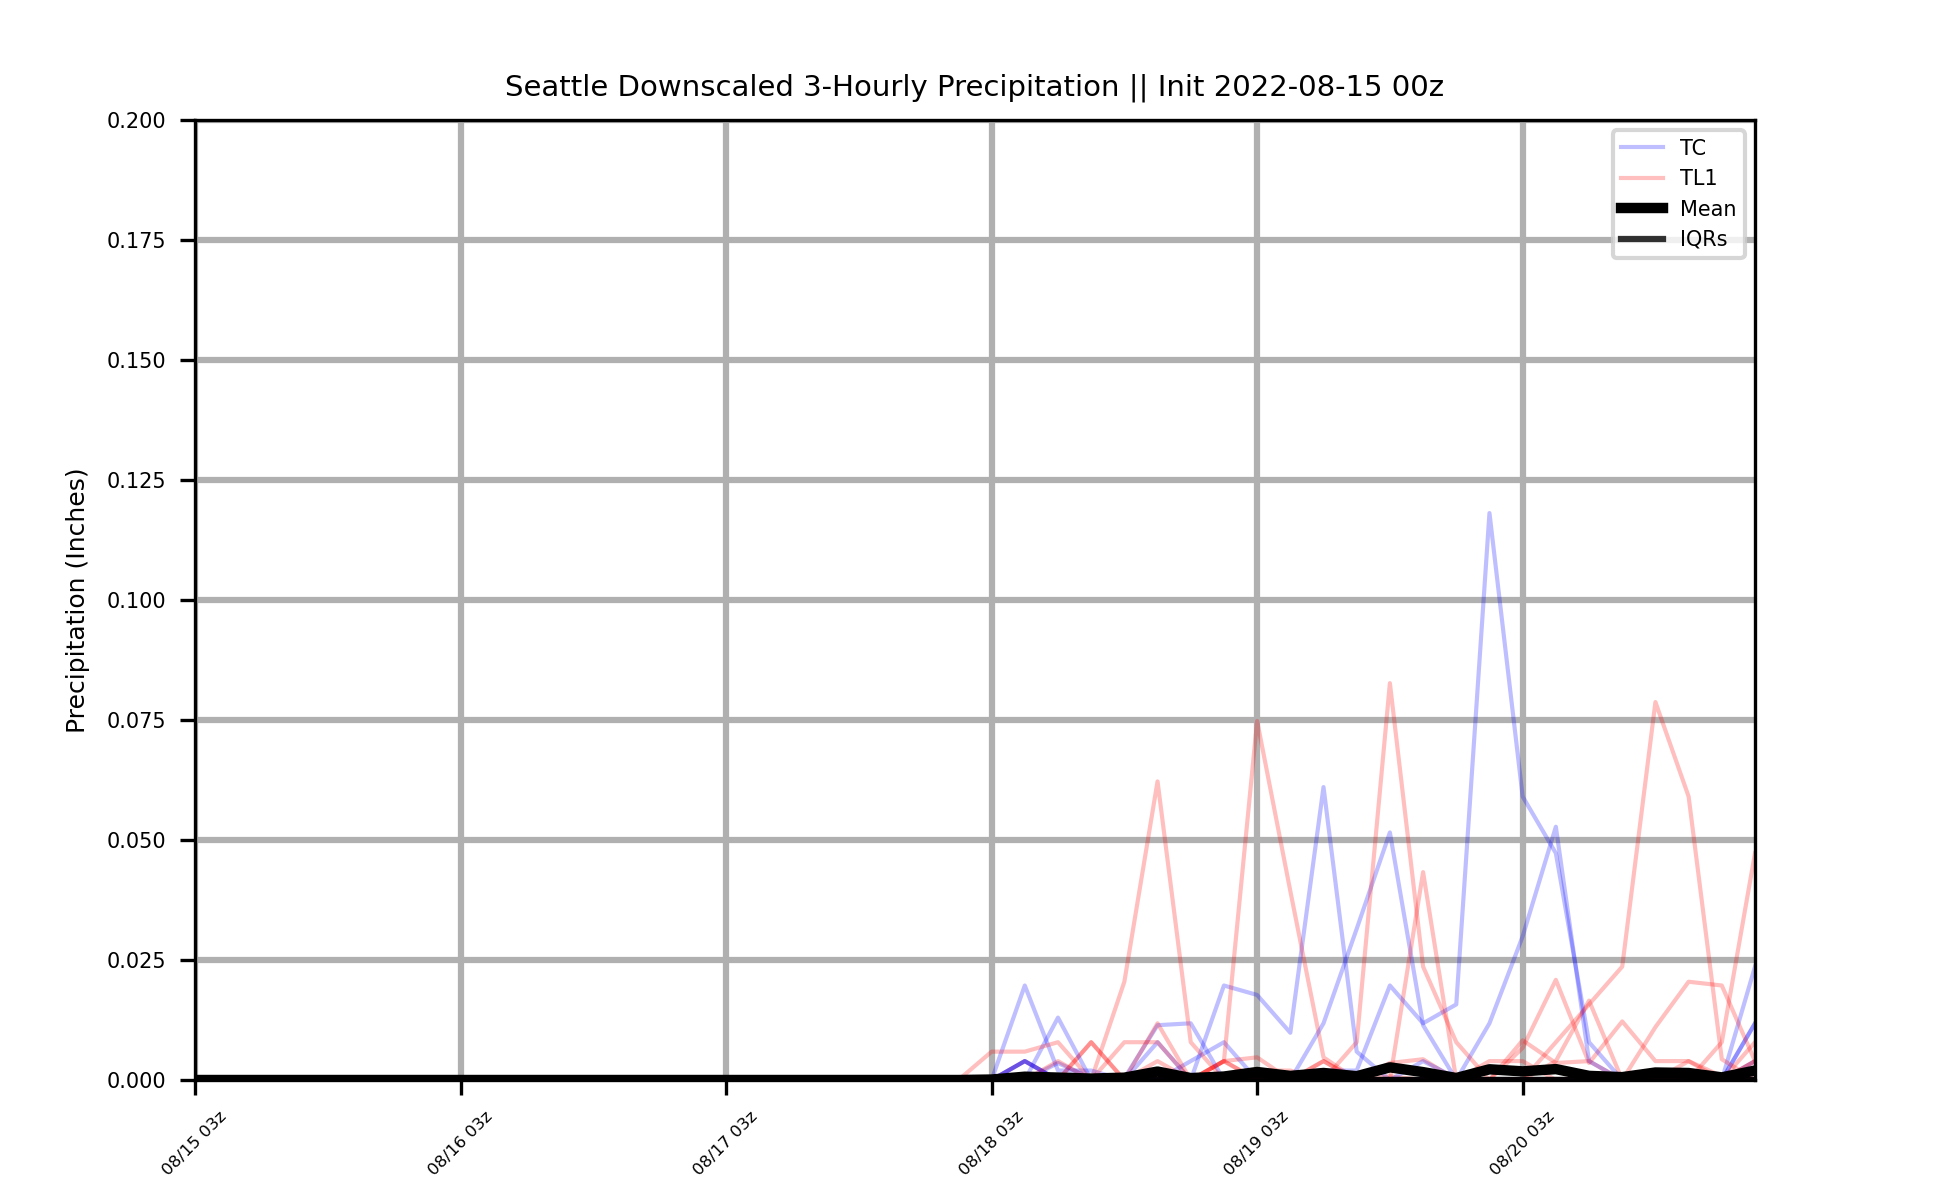 Seattle Downscaled 3-Hourly Precipitation || Init 2022-08-15 00z
0.200
0.175
0.150
0.125
0.100
0.075
0.050
0.025
0.000
Precipitation (Inches)
TC
TL1
Mean
IQRs
08/15 03z
08/16 03z
08/17 03z
08/18 03z
08/19 03z
08/20 03z